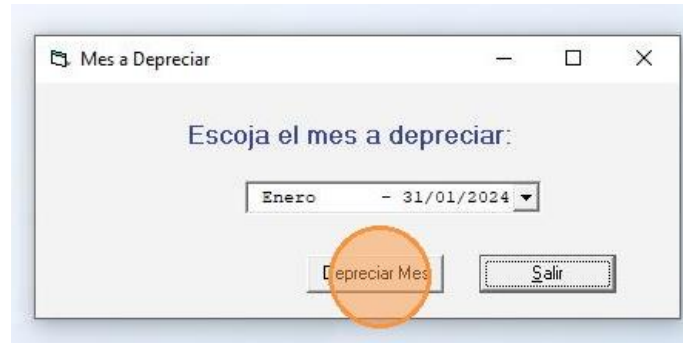 Mes a Depreciar
Escoja el mes a depreciar:
Enero - 31/01/2024
Depreciar Mes
Salir